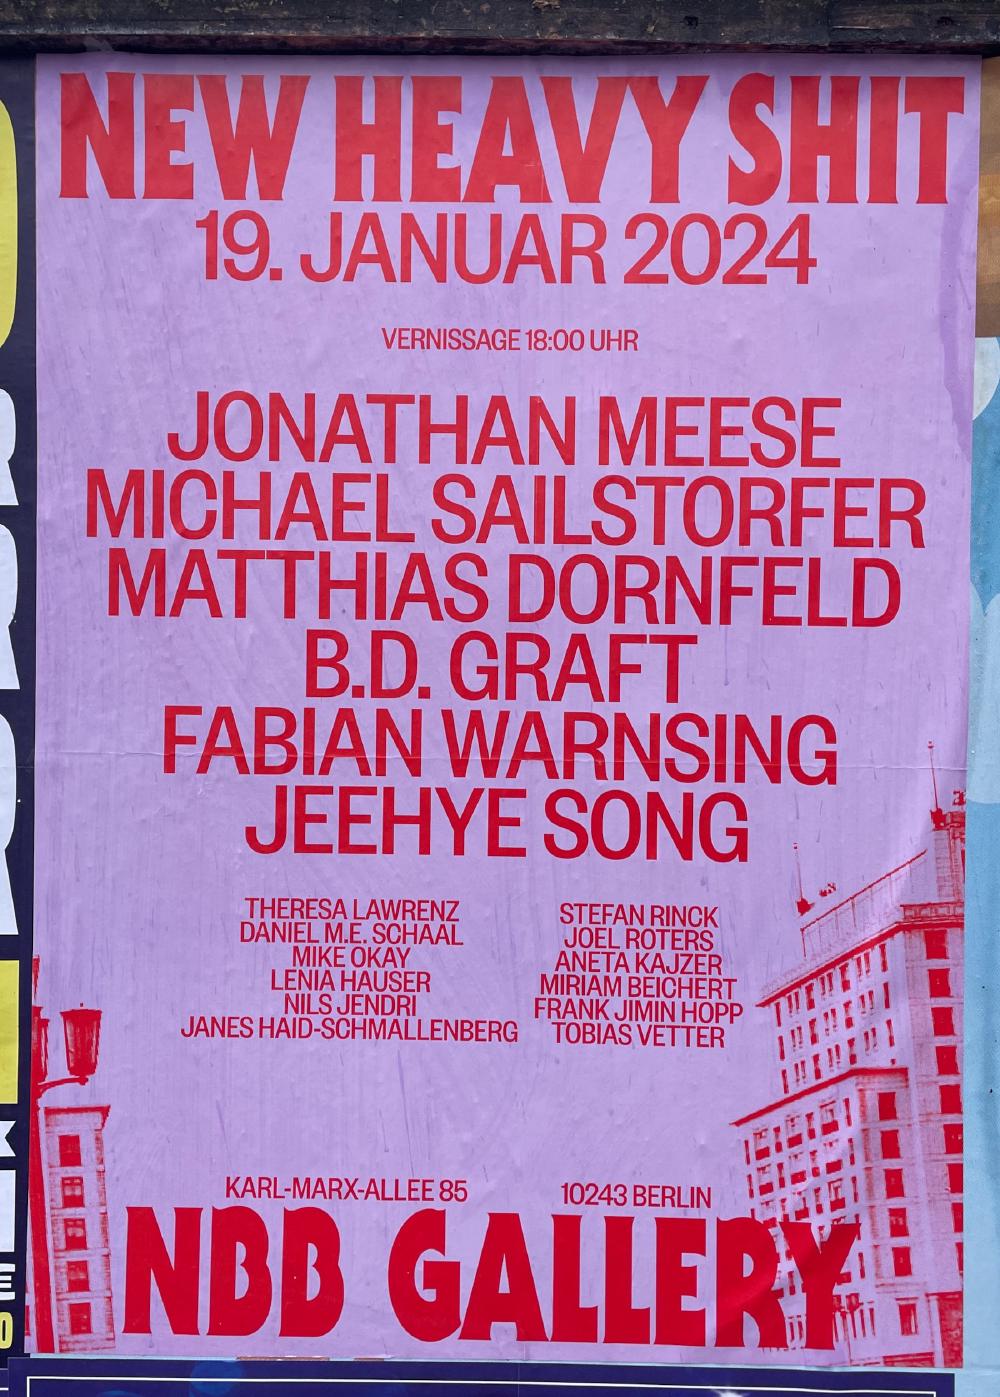 NEW HEAVY SHIT
19. JANUAR 2024
VERNISSAGE 18:00 UHR
JONATHAN MEESE
MICHAEL SAILSTORFER
MATTHIAS DORNFELD
B.D. GRAFT
FABIAN WARNSING
JEEHYE SONG
THERESA LAWRENZ
DANIEL M.E. SCHAAL
MIKE OKAY
LENIA HAUSER
NILS JENDRI
JANES HAID-SCHMALLENBERG
STEFAN RINCK
JOEL ROTERS
ANETA KAJZER
MIRIAM BEICHERT
FRANK JIMIN HOPP
TOBIAS VETTER
KARL-MARX-ALLEE 85
10243 BERLIN
NBB GALLERY